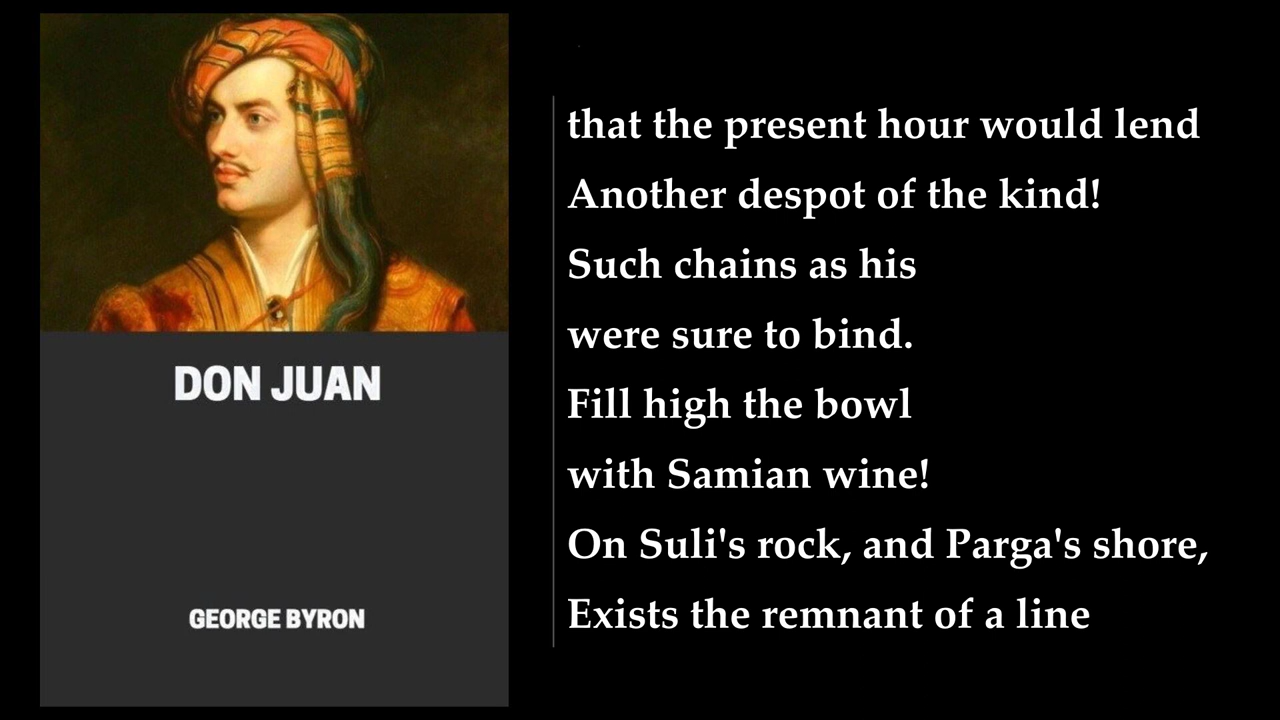 DON JUAN
GEORGE BYRON
that the present hour would lend
Another despot of the kind!
Such chains as his
were sure to bind.
Fill high the bowl
with Samian wine!
On Suli's rock, and Parga's shore,
Exists the remnant of a line